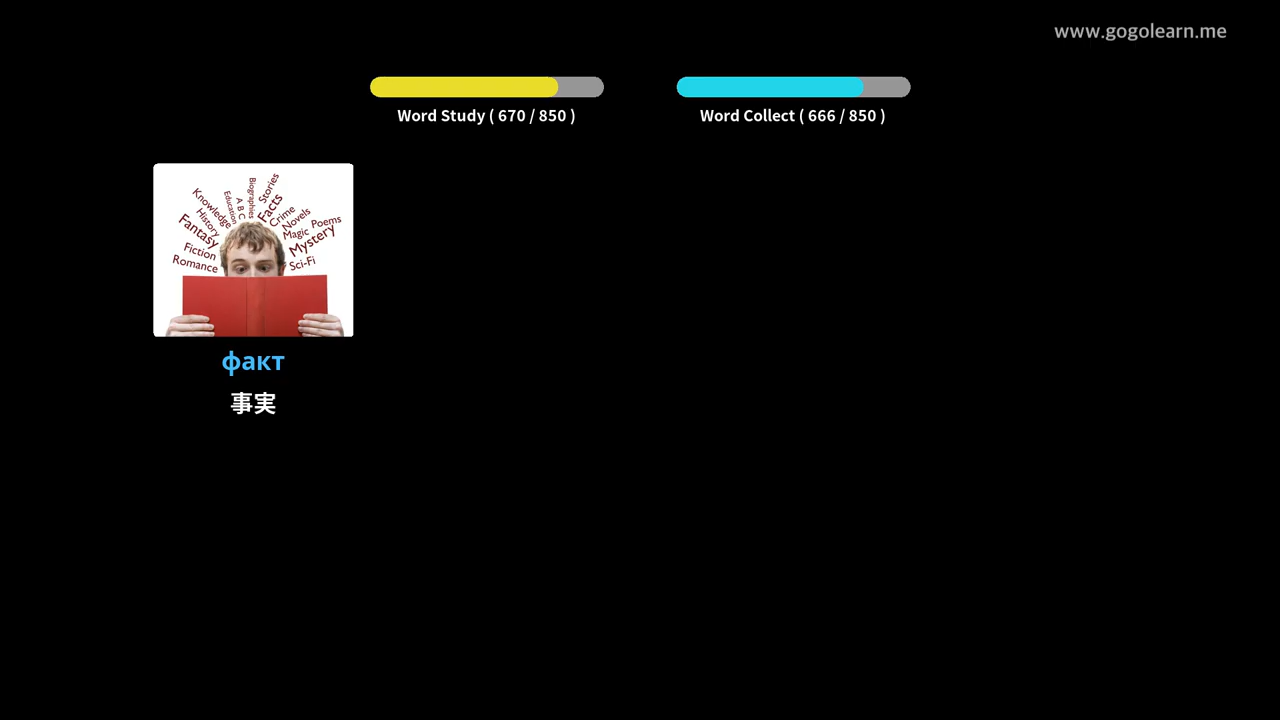 www.gogolearn.me
Word Study ( 670 / 850 )
Word Collect ( 666 / 850 )
Knowledge
History
Fantasy
Fiction
Romance
Education
A B C
Biographies
Stories
Facts
Crime
Novels
Magic
Poems
Mystery
Sci-Fi
факт
事実